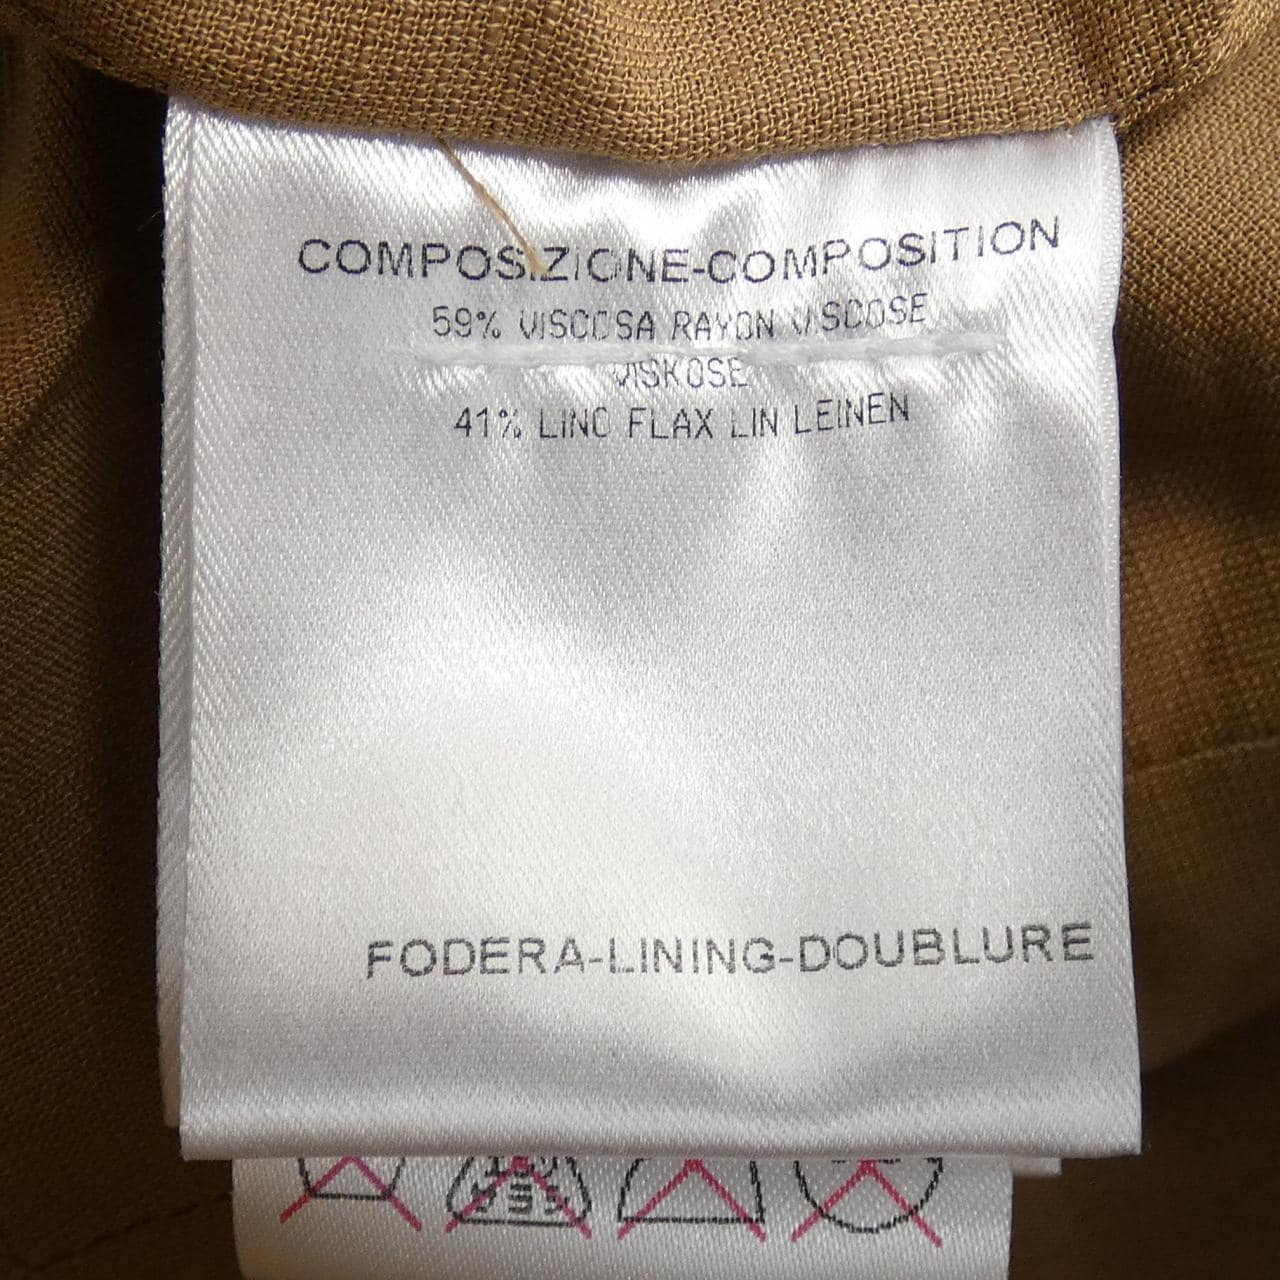 COMPOSIZIONE-COMPOSITION
59% VISCOSA RAYON VISCOSE
VISKOSE
41% LINO FLAX LIN LEINEN
FODERA-LINING-DOUBLURE